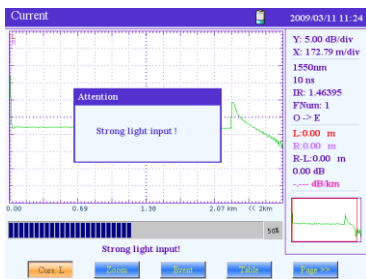 Current
2009/03/11 11:24
Y: 5.00 dB/div
X: 172.79 m/div
1550nm
10 ns
IR: 1.46395
FNum: 1
O -> E
L:0.00 m
R:0.00 m
R-L:0.00 m
0.00 dB
-.--- dB/km
Attention
Strong light input !
0.00 0.69 1.38 2.07 km << 2km
50%
Strong light input!
Curs. L Zoom Event Table Page >>